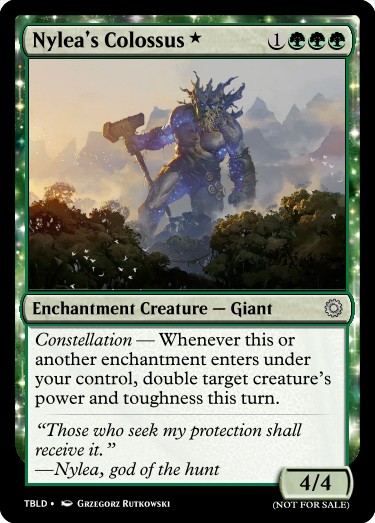 Nylea's Colossus ★ 1
Enchantment Creature — Giant
Constellation — Whenever this or
another enchantment enters under
your control, double target creature's
power and toughness this turn.
“Those who seek my protection shall
receive it.”
—Nylea, god of the hunt
4/4
TBLD • Grzegorz Rutkowski
(NOT FOR SALE)